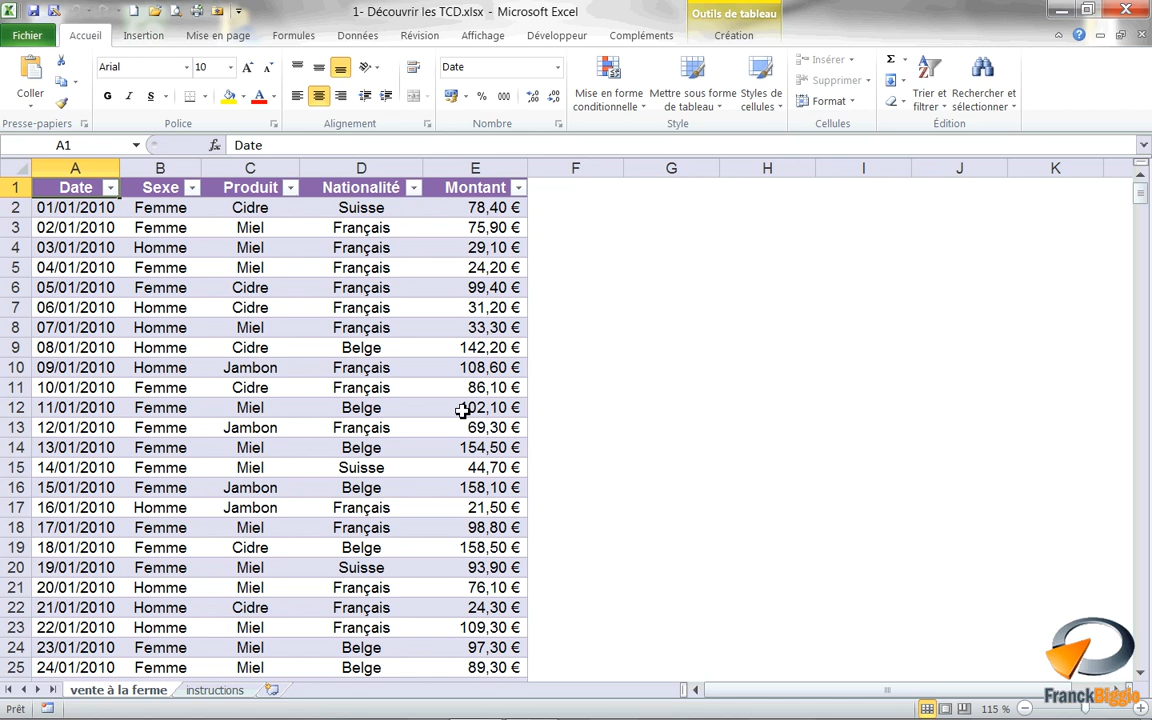 1- Découvrir les TCD.xlsx - Microsoft Excel
Outils de tableau
Fichier Accueil Insertion Mise en page Formules Données Révision Affichage Développeur Compléments Création
Coller
Arial 10
G I S
Date
% 000
Mise en forme conditionnelle
Mettre sous forme de tableau
Styles de cellules
Insérer
Supprimer
Format
Trier et filtrer
Rechercher et sélectionner
Presse-papiers Police Alignement Nombre Style Cellules Édition
A1 fx Date
A B C D E F G H I J K
1 Date Sexe Produit Nationalité Montant
2 01/01/2010 Femme Cidre Suisse 78,40 €
3 02/01/2010 Femme Miel Français 75,90 €
4 03/01/2010 Homme Miel Français 29,10 €
5 04/01/2010 Femme Miel Français 24,20 €
6 05/01/2010 Femme Cidre Français 99,40 €
7 06/01/2010 Homme Cidre Français 31,20 €
8 07/01/2010 Homme Miel Français 33,30 €
9 08/01/2010 Homme Cidre Belge 142,20 €
10 09/01/2010 Homme Jambon Français 108,60 €
11 10/01/2010 Femme Cidre Français 86,10 €
12 11/01/2010 Femme Miel Belge 102,10 €
13 12/01/2010 Femme Jambon Français 69,30 €
14 13/01/2010 Femme Miel Belge 154,50 €
15 14/01/2010 Femme Miel Suisse 44,70 €
16 15/01/2010 Femme Jambon Belge 158,10 €
17 16/01/2010 Homme Jambon Français 21,50 €
18 17/01/2010 Femme Miel Français 98,80 €
19 18/01/2010 Femme Cidre Belge 158,50 €
20 19/01/2010 Femme Miel Suisse 93,90 €
21 20/01/2010 Homme Miel Français 76,10 €
22 21/01/2010 Homme Cidre Français 24,30 €
23 22/01/2010 Homme Miel Français 109,30 €
24 23/01/2010 Femme Miel Belge 97,30 €
25 24/01/2010 Femme Miel Belge 89,30 €
vente à la ferme instructions
FranckBiggio
Prêt 115 %